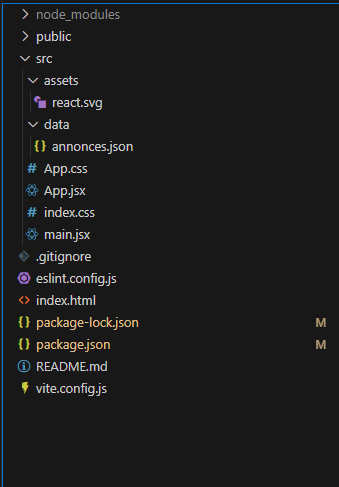 node_modules
public
src
assets
react.svg
data
{} annonces.json
# App.css
App.jsx
# index.css
main.jsx
.gitignore
eslint.config.js
<> index.html
{} package-lock.json M
{} package.json M
README.md
vite.config.js